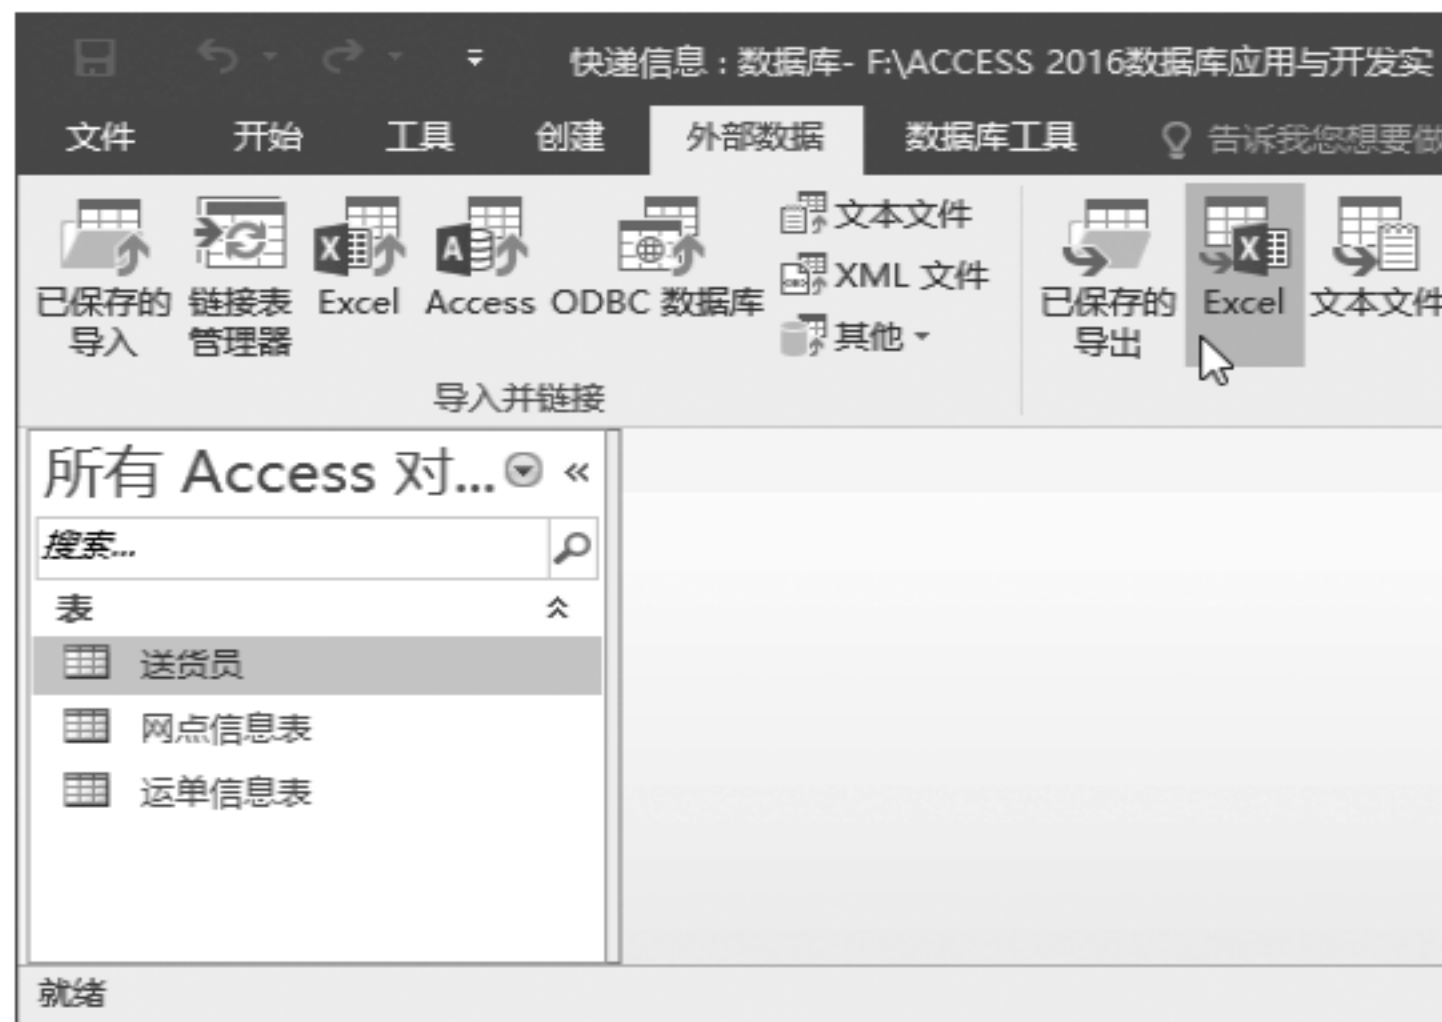 快递信息：数据库- F:\ACCESS 2016数据库应用与开发实
文件 开始 工具 创建 外部数据 数据库工具 告诉我您想要做
已保存的导入
链接表管理器
Excel
Access
ODBC 数据库
文本文件
XML 文件
其他
导入并链接
已保存的导出
Excel
文本文件
所有 Access 对...
搜索...
表
送货员
网点信息表
运单信息表
就绪